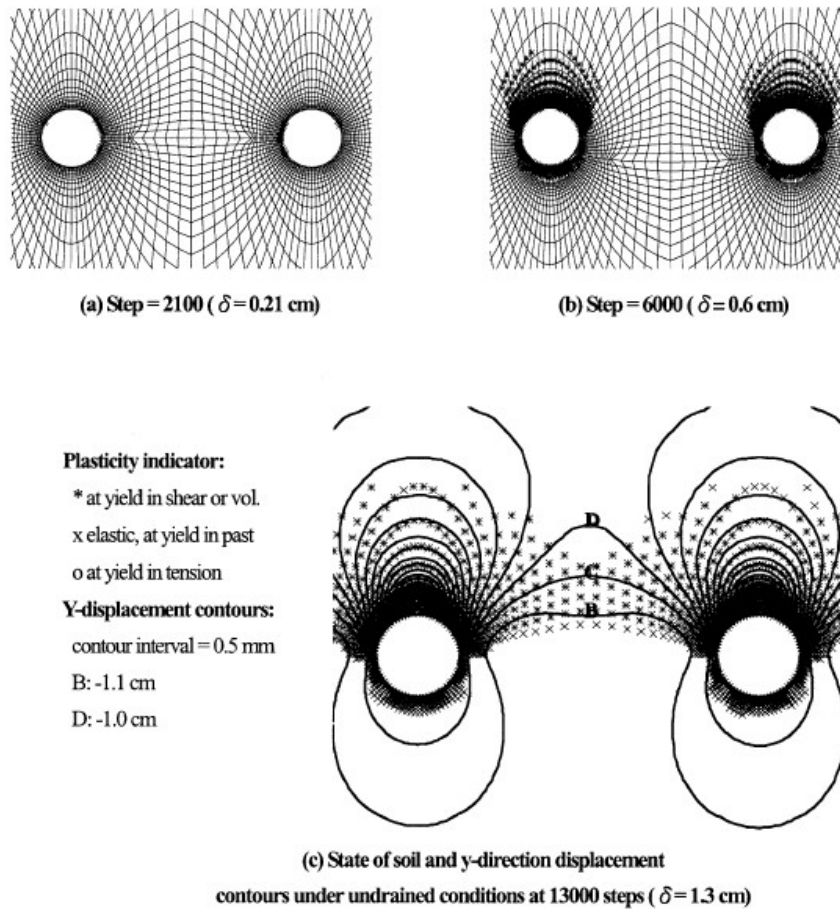 (a) Step = 2100 ( δ = 0.21 cm)
(b) Step = 6000 ( δ = 0.6 cm)
Plasticity indicator:
* at yield in shear or vol.
x elastic, at yield in past
o at yield in tension
Y-displacement contours:
contour interval = 0.5 mm
B: -1.1 cm
D: -1.0 cm
D
C
B
(c) State of soil and y-direction displacement
contours under undrained conditions at 13000 steps ( δ = 1.3 cm)